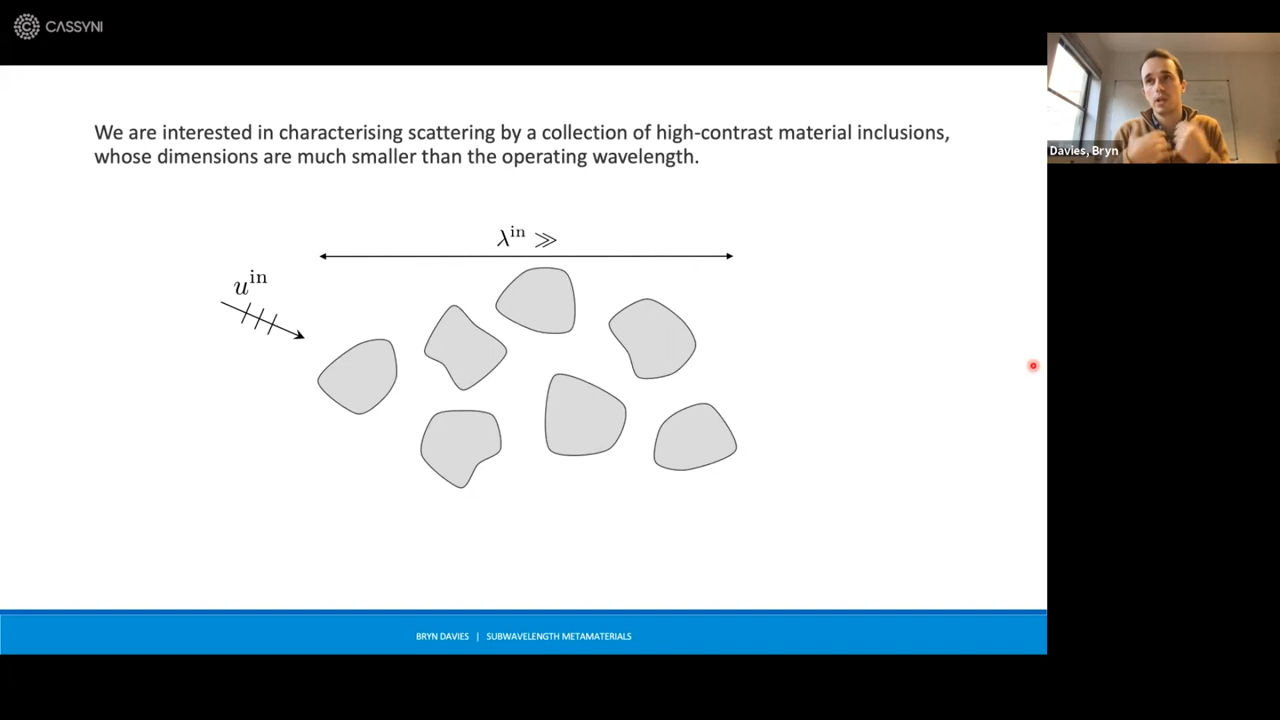 CASSYNI
We are interested in characterising scattering by a collection of high-contrast material inclusions,
whose dimensions are much smaller than the operating wavelength.
λ^in ≫
u^in
Davies, Bryn
BRYN DAVIES | SUBWAVELENGTH METAMATERIALS